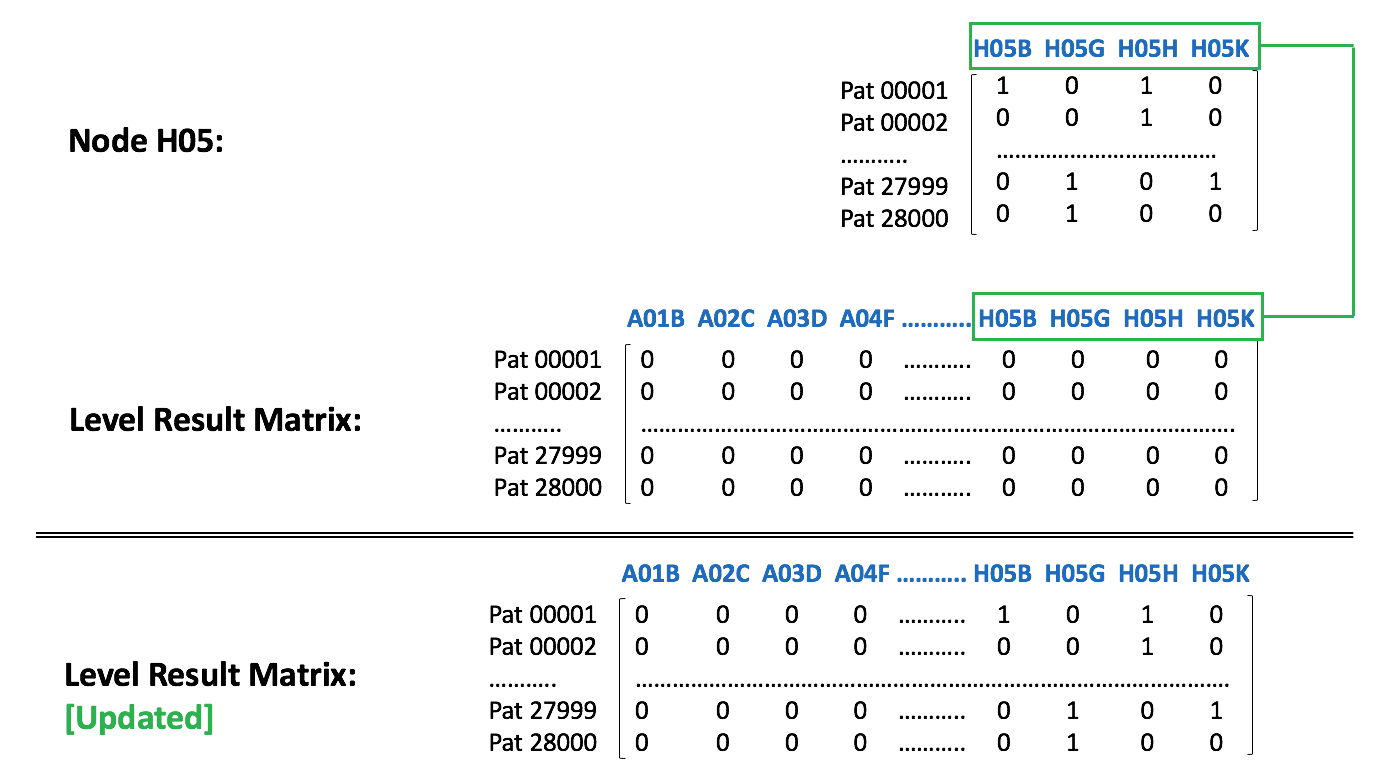 H05B H05G H05H H05K
Pat 00001 1 0 1 0
Pat 00002 0 0 1 0
Node H05:
........... ....................................
Pat 27999 0 1 0 1
Pat 28000 0 1 0 0
A01B A02C A03D A04F ........... H05B H05G H05H H05K
Pat 00001 0 0 0 0 ........... 0 0 0 0
Pat 00002 0 0 0 0 ........... 0 0 0 0
Level Result Matrix:
........... ....................................................................................................
Pat 27999 0 0 0 0 ........... 0 0 0 0
Pat 28000 0 0 0 0 ........... 0 0 0 0
A01B A02C A03D A04F ........... H05B H05G H05H H05K
Pat 00001 0 0 0 0 ........... 1 0 1 0
Pat 00002 0 0 0 0 ........... 0 0 1 0
Level Result Matrix:
........... ....................................................................................................
[Updated]
Pat 27999 0 0 0 0 ........... 0 1 0 1
Pat 28000 0 0 0 0 ........... 0 1 0 0